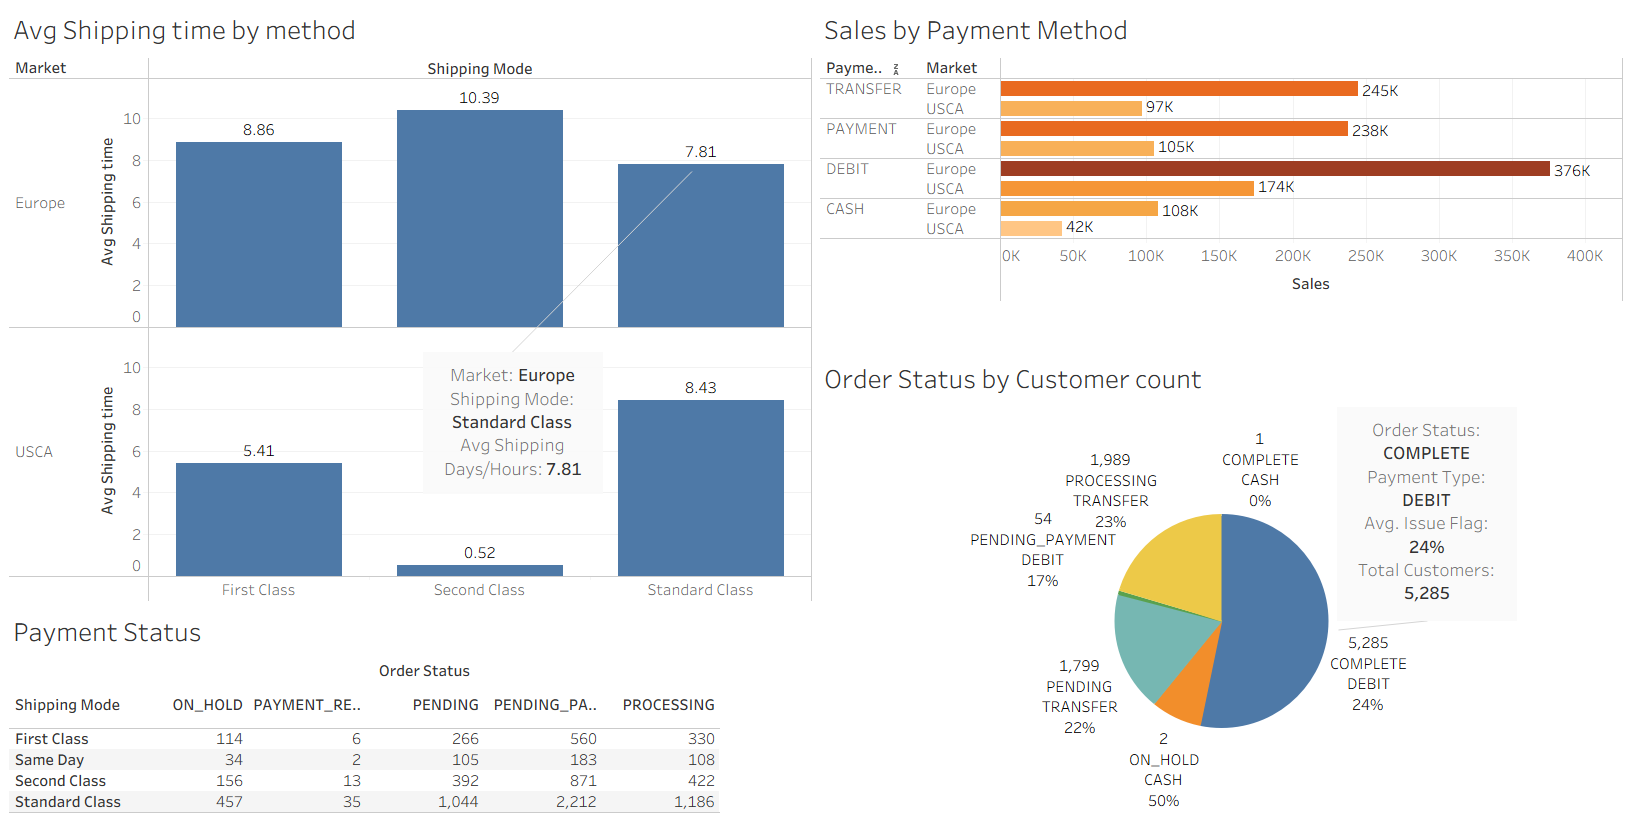 Avg Shipping time by method
Market
Shipping Mode
Europe
Avg Shipping time
10
8
6
4
2
0
8.86
10.39
7.81
USCA
Avg Shipping time
10
8
6
4
2
0
5.41
0.52
8.43
First Class
Second Class
Standard Class
Market: Europe
Shipping Mode:
Standard Class
Avg Shipping
Days/Hours: 7.81
Payment Status
Order Status
Shipping Mode ON_HOLD PAYMENT_RE.. PENDING PENDING_PA.. PROCESSING
First Class 114 6 266 560 330
Same Day 34 2 105 183 108
Second Class 156 13 392 871 422
Standard Class 457 35 1,044 2,212 1,186
Sales by Payment Method
Payme.. Z A Market
TRANSFER Europe 245K
USCA 97K
PAYMENT Europe 238K
USCA 105K
DEBIT Europe 376K
USCA 174K
CASH Europe 108K
USCA 42K
0K 50K 100K 150K 200K 250K 300K 350K 400K
Sales
Order Status by Customer count
1
COMPLETE
CASH
0%
1,989
PROCESSING
TRANSFER
23%
54
PENDING_PAYMENT
DEBIT
17%
1,799
PENDING
TRANSFER
22%
2
ON_HOLD
CASH
50%
5,285
COMPLETE
DEBIT
24%
Order Status:
COMPLETE
Payment Type:
DEBIT
Avg. Issue Flag:
24%
Total Customers:
5,285